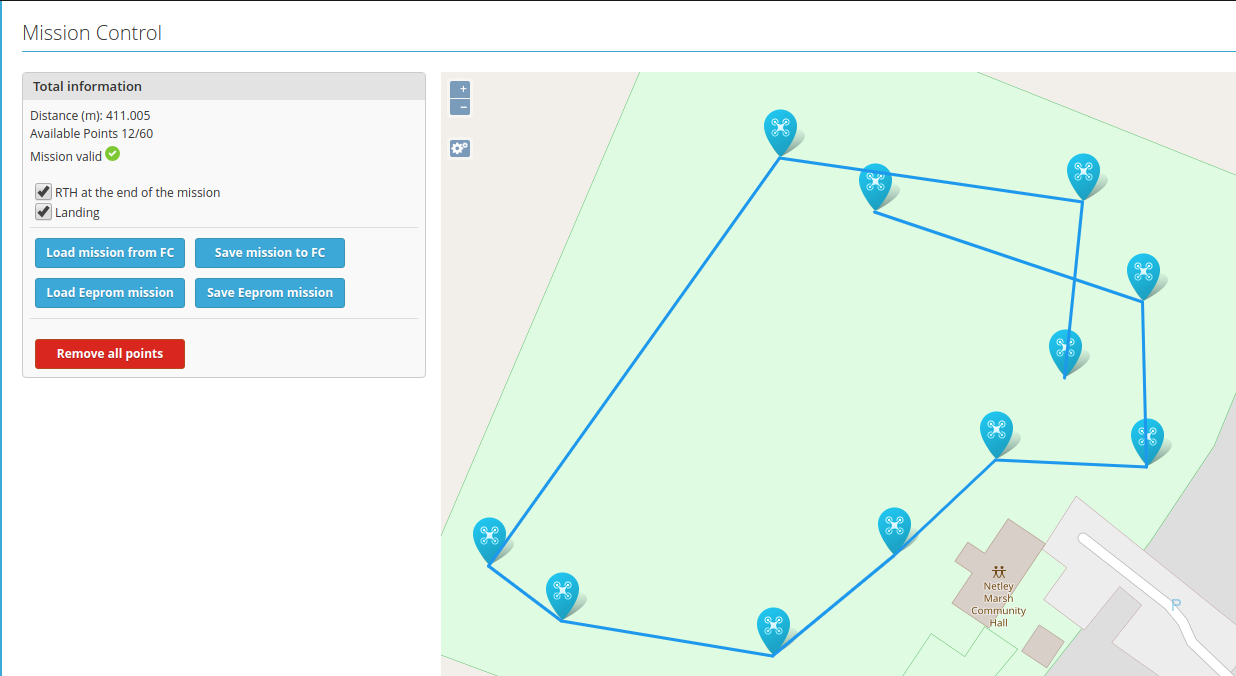 Mission Control
Total information
Distance (m): 411.005
Available Points 12/60
Mission valid
RTH at the end of the mission
Landing
Load mission from FC
Save mission to FC
Load Eeprom mission
Save Eeprom mission
Remove all points
+
−
Netley
Marsh
Community
Hall
P